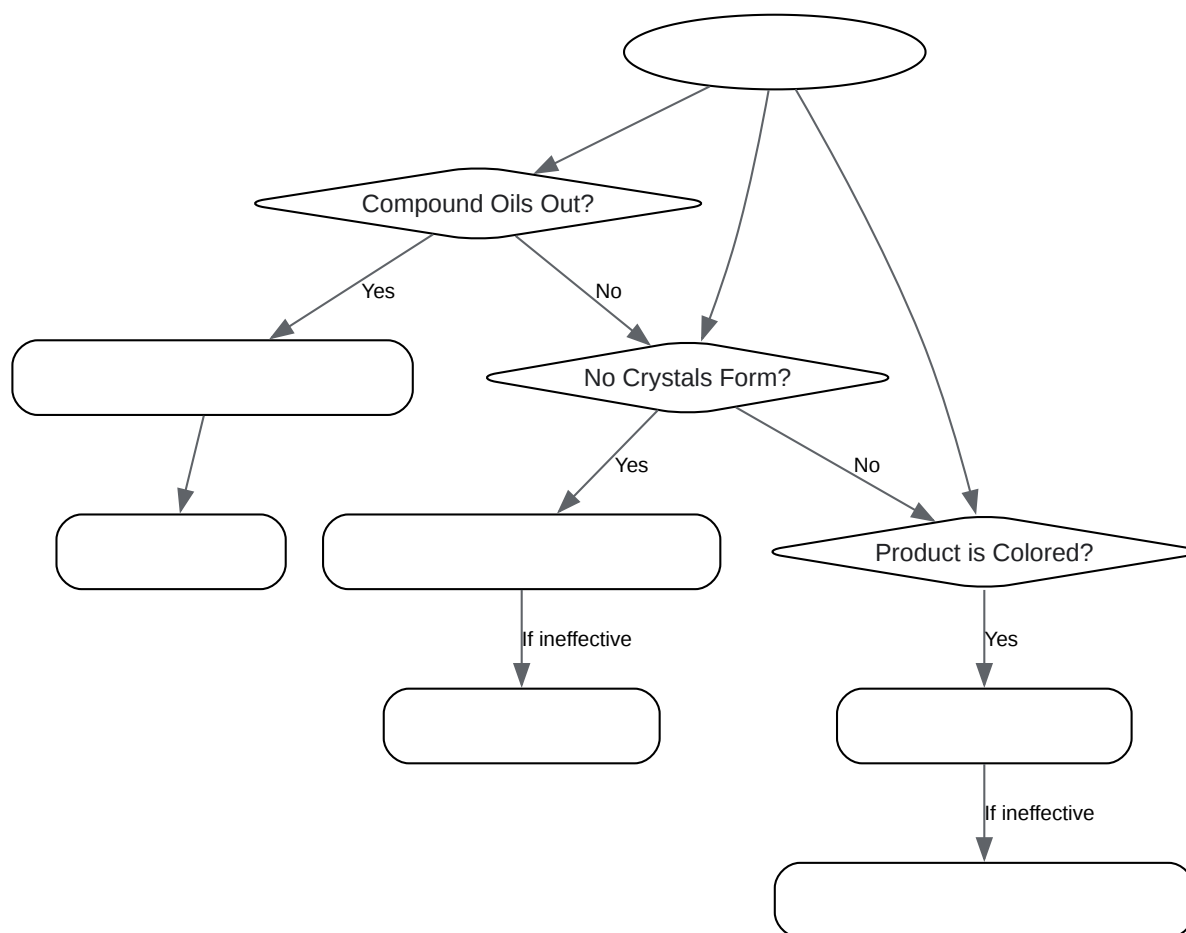 Compound Oils Out?
Yes
No
No Crystals Form?
Yes
No
Product is Colored?
If ineffective
Yes
If ineffective